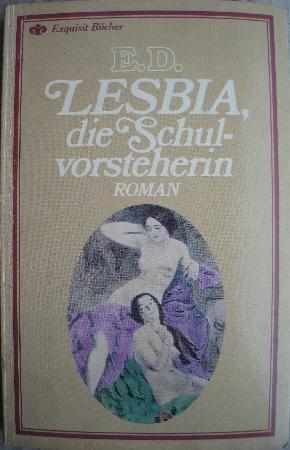 Exquisit Bücher
E.D.
LESBIA,
die Schul-
vorsteherin
ROMAN